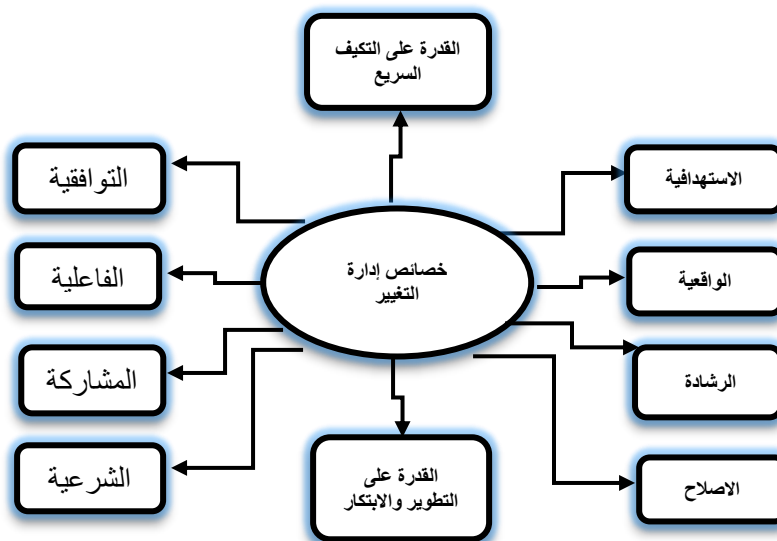 القدرة على التكيف
السريع
الاستهدافية
التوافقية
خصائص إدارة
التغيير
الواقعية
الفاعلية
الرشادة
المشاركة
القدرة على
التطوير والابتكار
الاصلاح
الشرعية